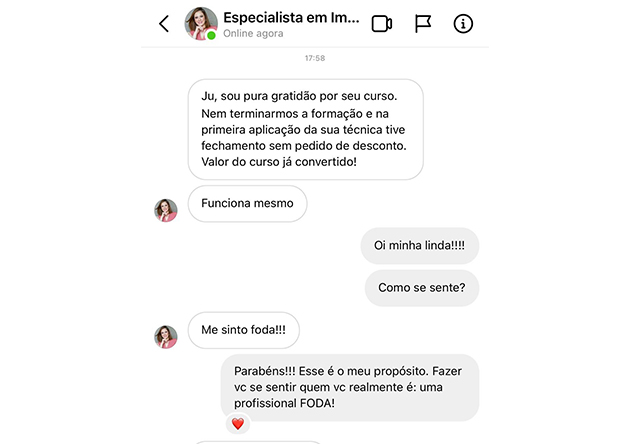 Especialista em Im...
Online agora
17:58
Ju, sou pura gratidão por seu curso.
Nem terminarmos a formação e na
primeira aplicação da sua técnica tive
fechamento sem pedido de desconto.
Valor do curso já convertido!
Funciona mesmo
Oi minha linda!!!!
Como se sente?
Me sinto foda!!!
Parabéns!!! Esse é o meu propósito. Fazer
vc se sentir quem vc realmente é: uma
profissional FODA!